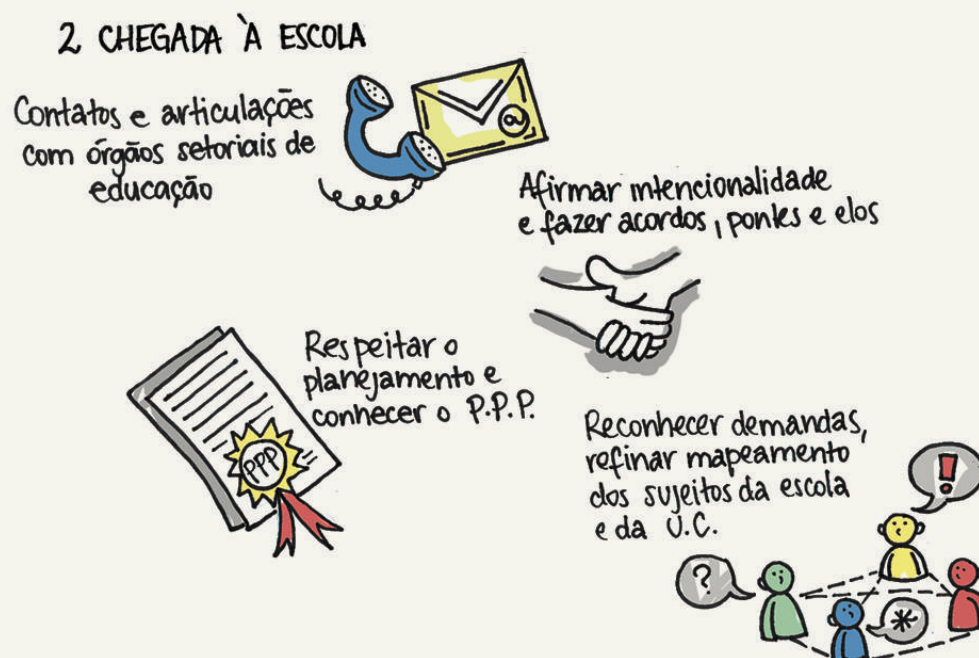 2 CHEGADA À ESCOLA
Contatos e articulações
com órgãos setoriais de
educação
@
Afirmar intencionalidade
e fazer acordos, pontes e elos
Respeitar o
planejamento e
conhecer o P.P.P.
PPP
Reconhecer demandas,
refinar mapeamento
dos sujeitos da escola
e da U.C.
!
?
*